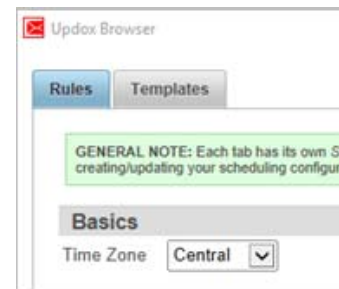 Updox Browser
Rules Templates
GENERAL NOTE: Each tab has its own
creating/updating your scheduling
Basics
Time Zone Central